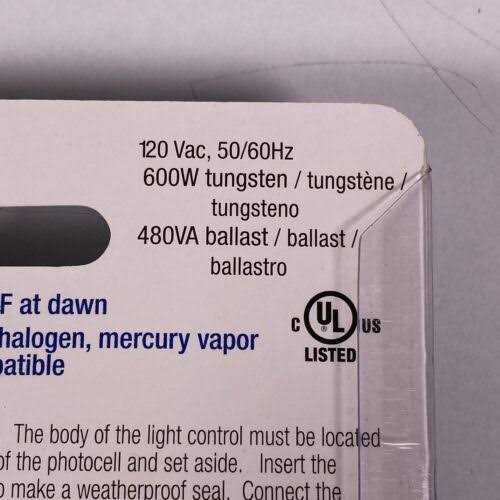 120 Vac, 50/60Hz
600W tungsten / tungstène /
tungsteno
480VA ballast / ballast /
ballastro
F at dawn
halogen, mercury vapor
patible
C UL US
LISTED
The body of the light control must be located
of the photocell and set aside. Insert the
o make a weatherproof seal. Connect the